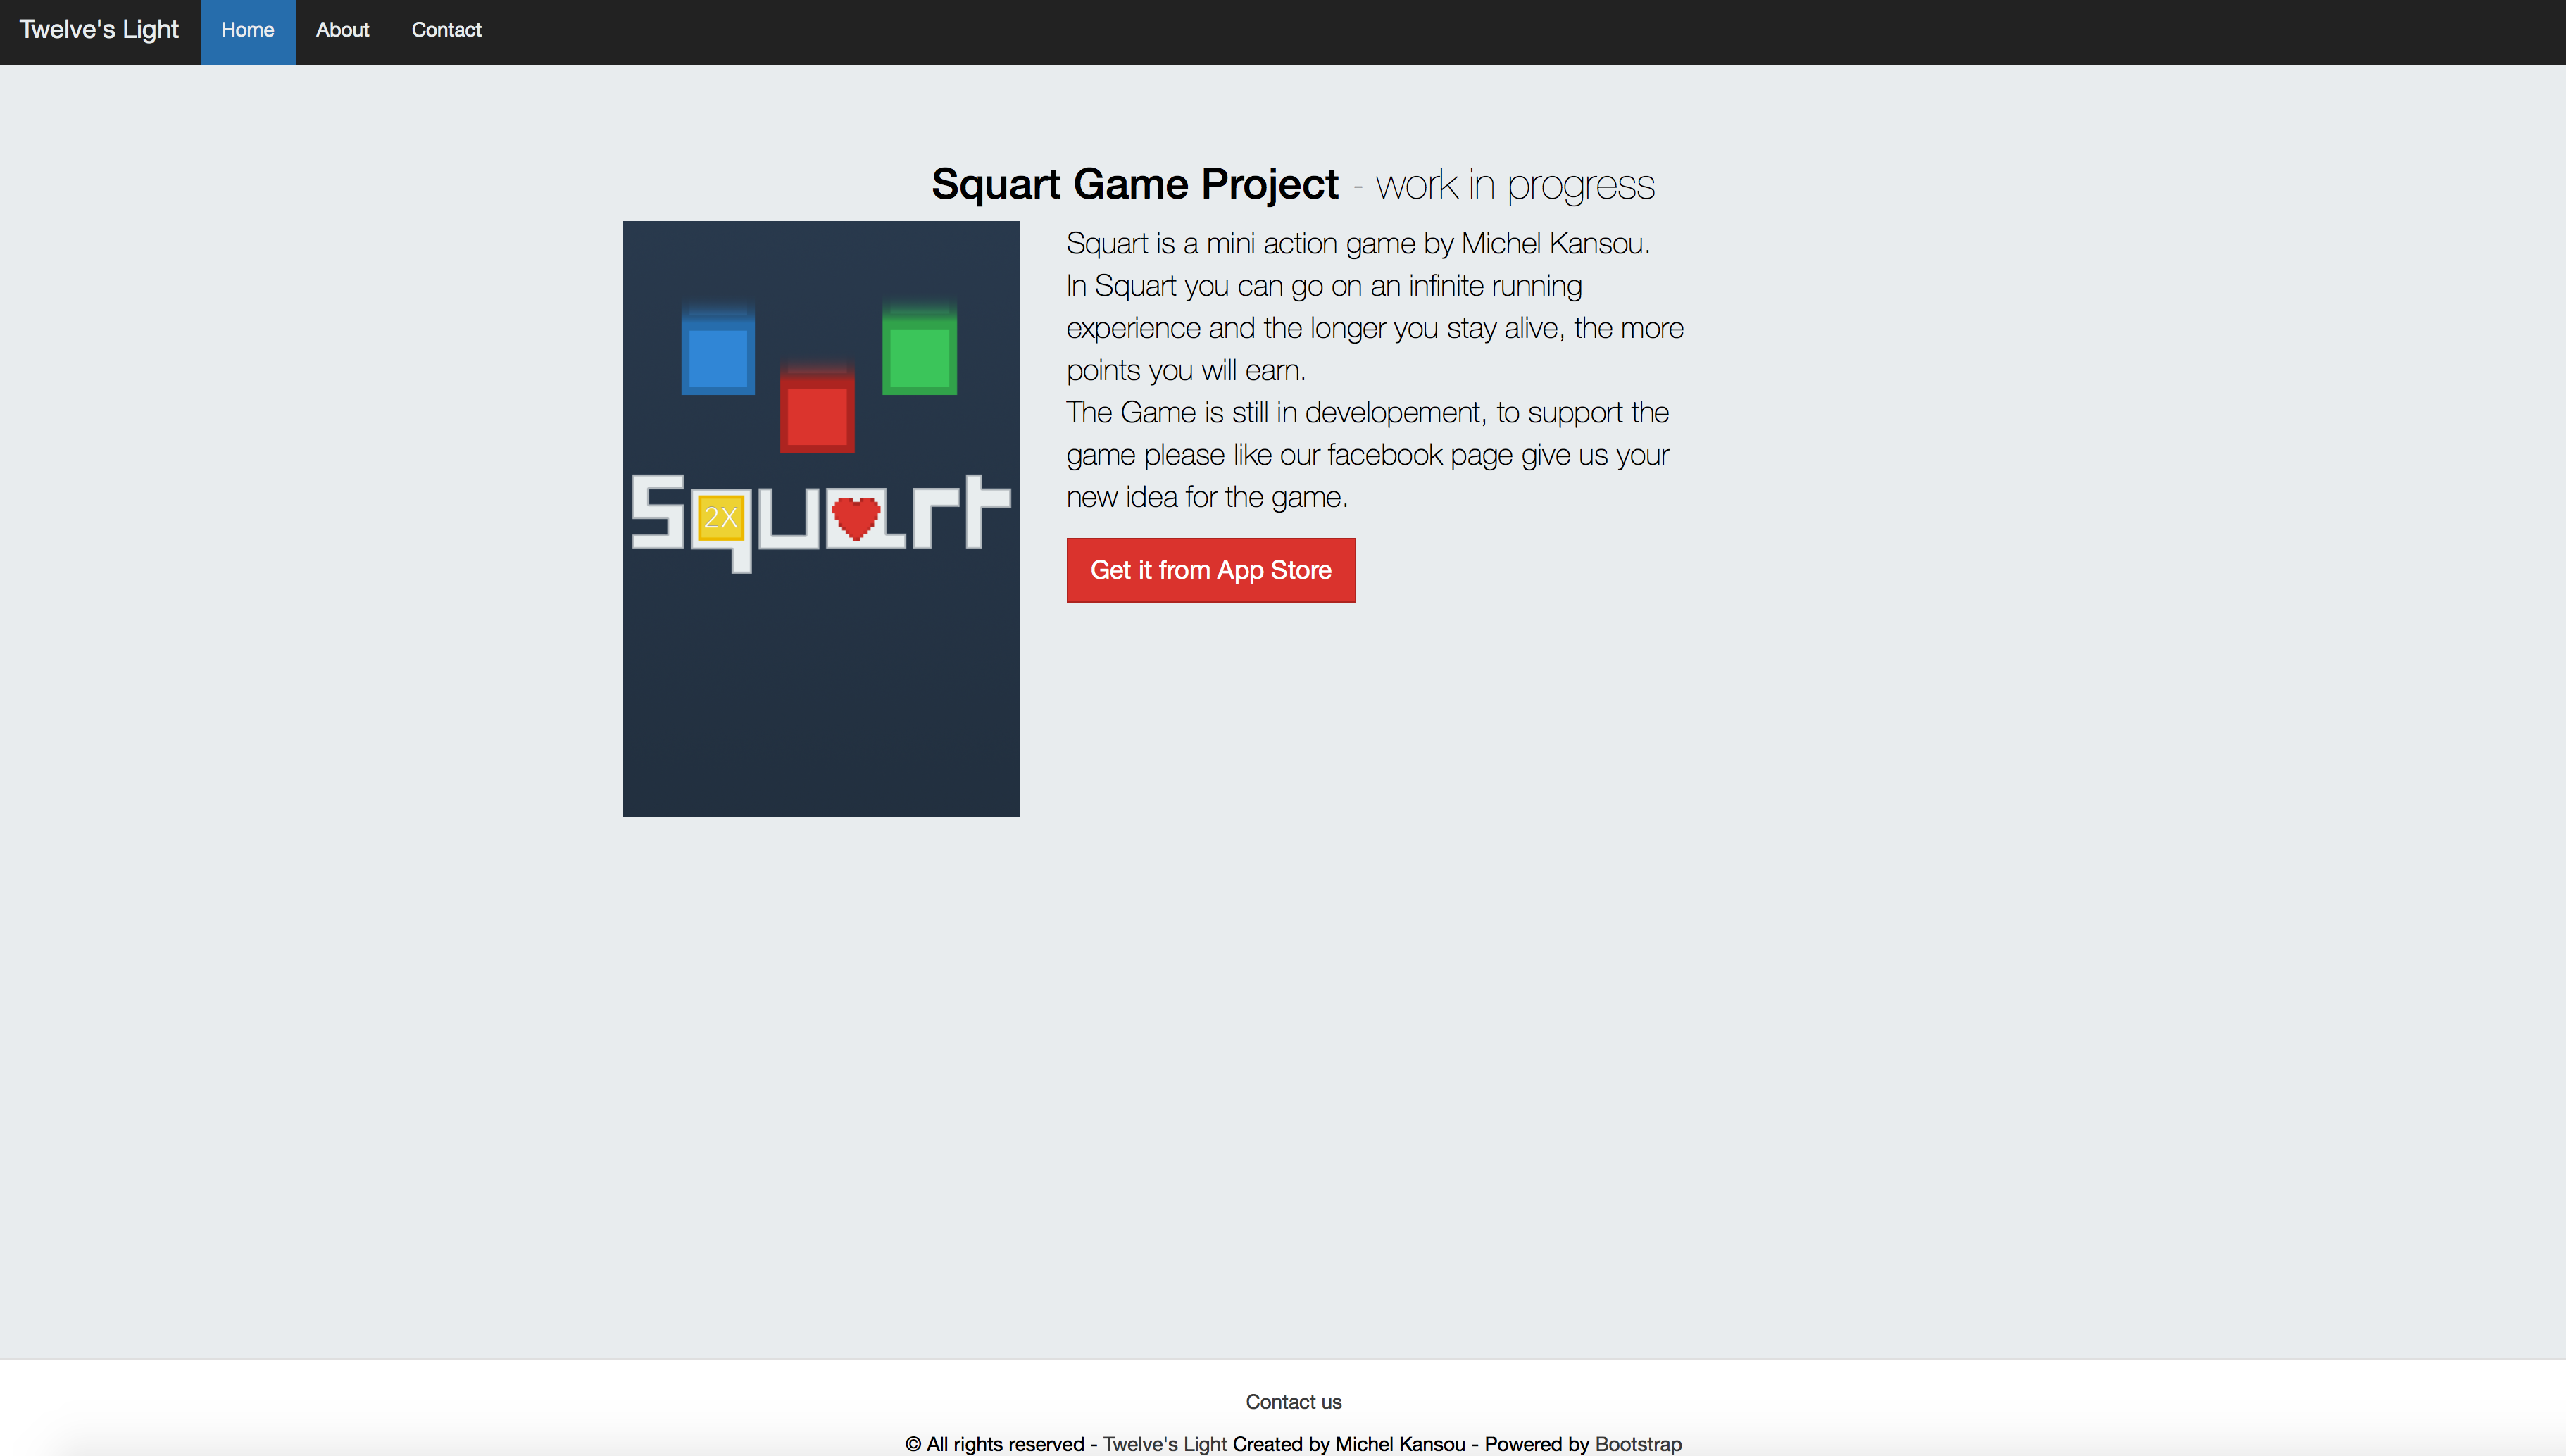 Twelve's Light Home About Contact
Squart Game Project - work in progress
Squart is a mini action game by Michel Kansou.
In Squart you can go on an infinite running
experience and the longer you stay alive, the more
points you will earn.
The Game is still in developement, to support the
game please like our facebook page give us your
new idea for the game.
Squart
2X
Get it from App Store
Contact us
© All rights reserved - Twelve's Light Created by Michel Kansou - Powered by Bootstrap